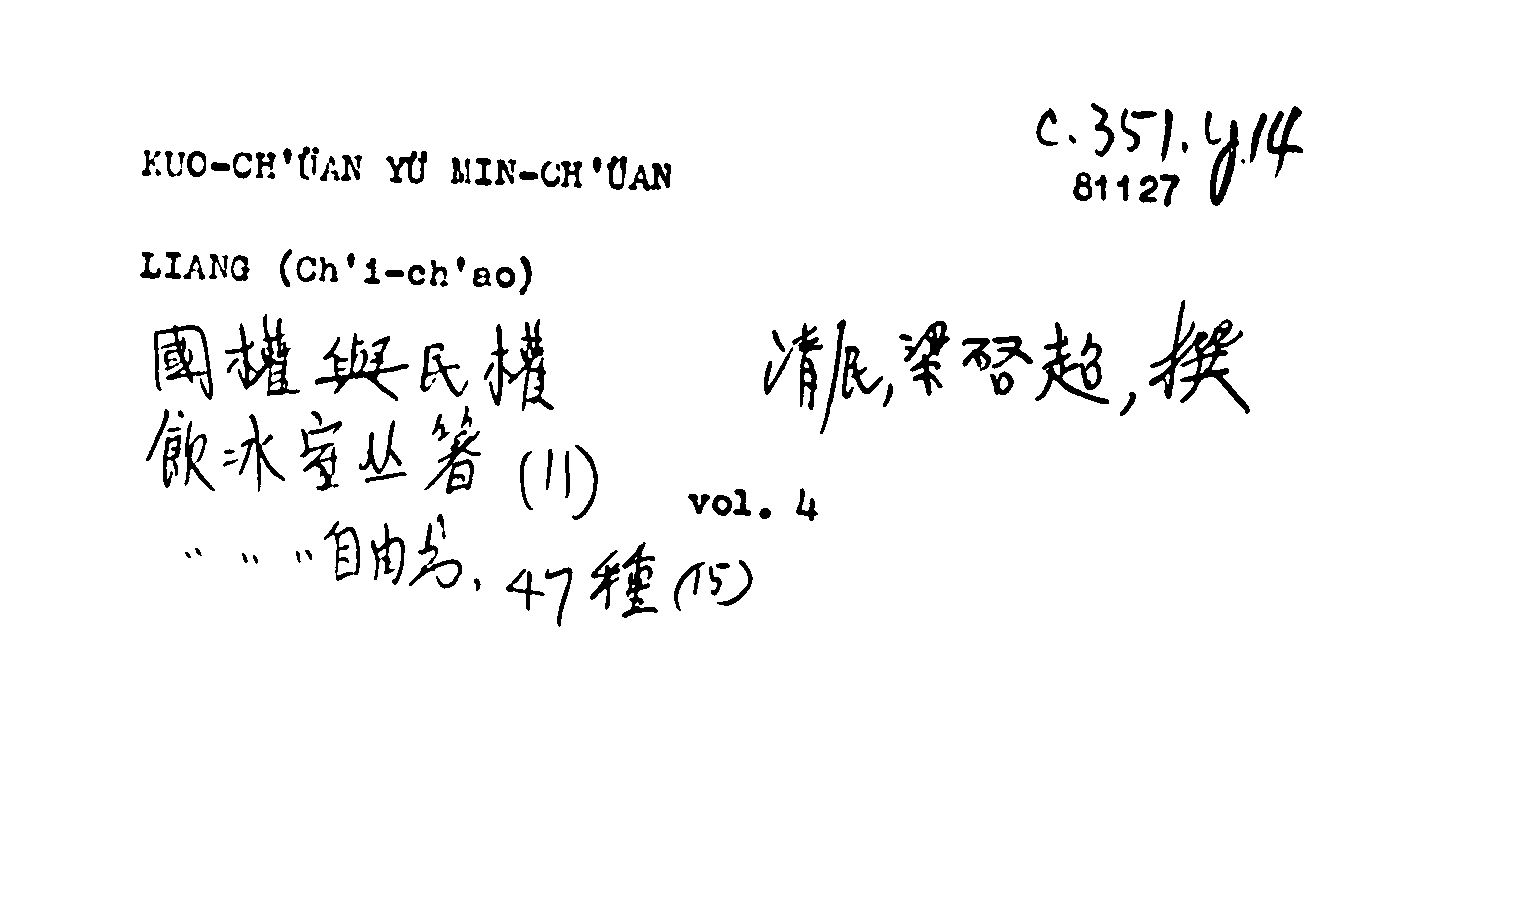 c.351.y.14
KUO-CH'ÜAN YÜ MIN-CH'ÜAN
81127
LIANG (Ch'i-ch'ao)
國權與民權 清民,梁啓超,撰
飲冰室丛箸 (11) vol. 4
" " " 自由书, 47種 (15)